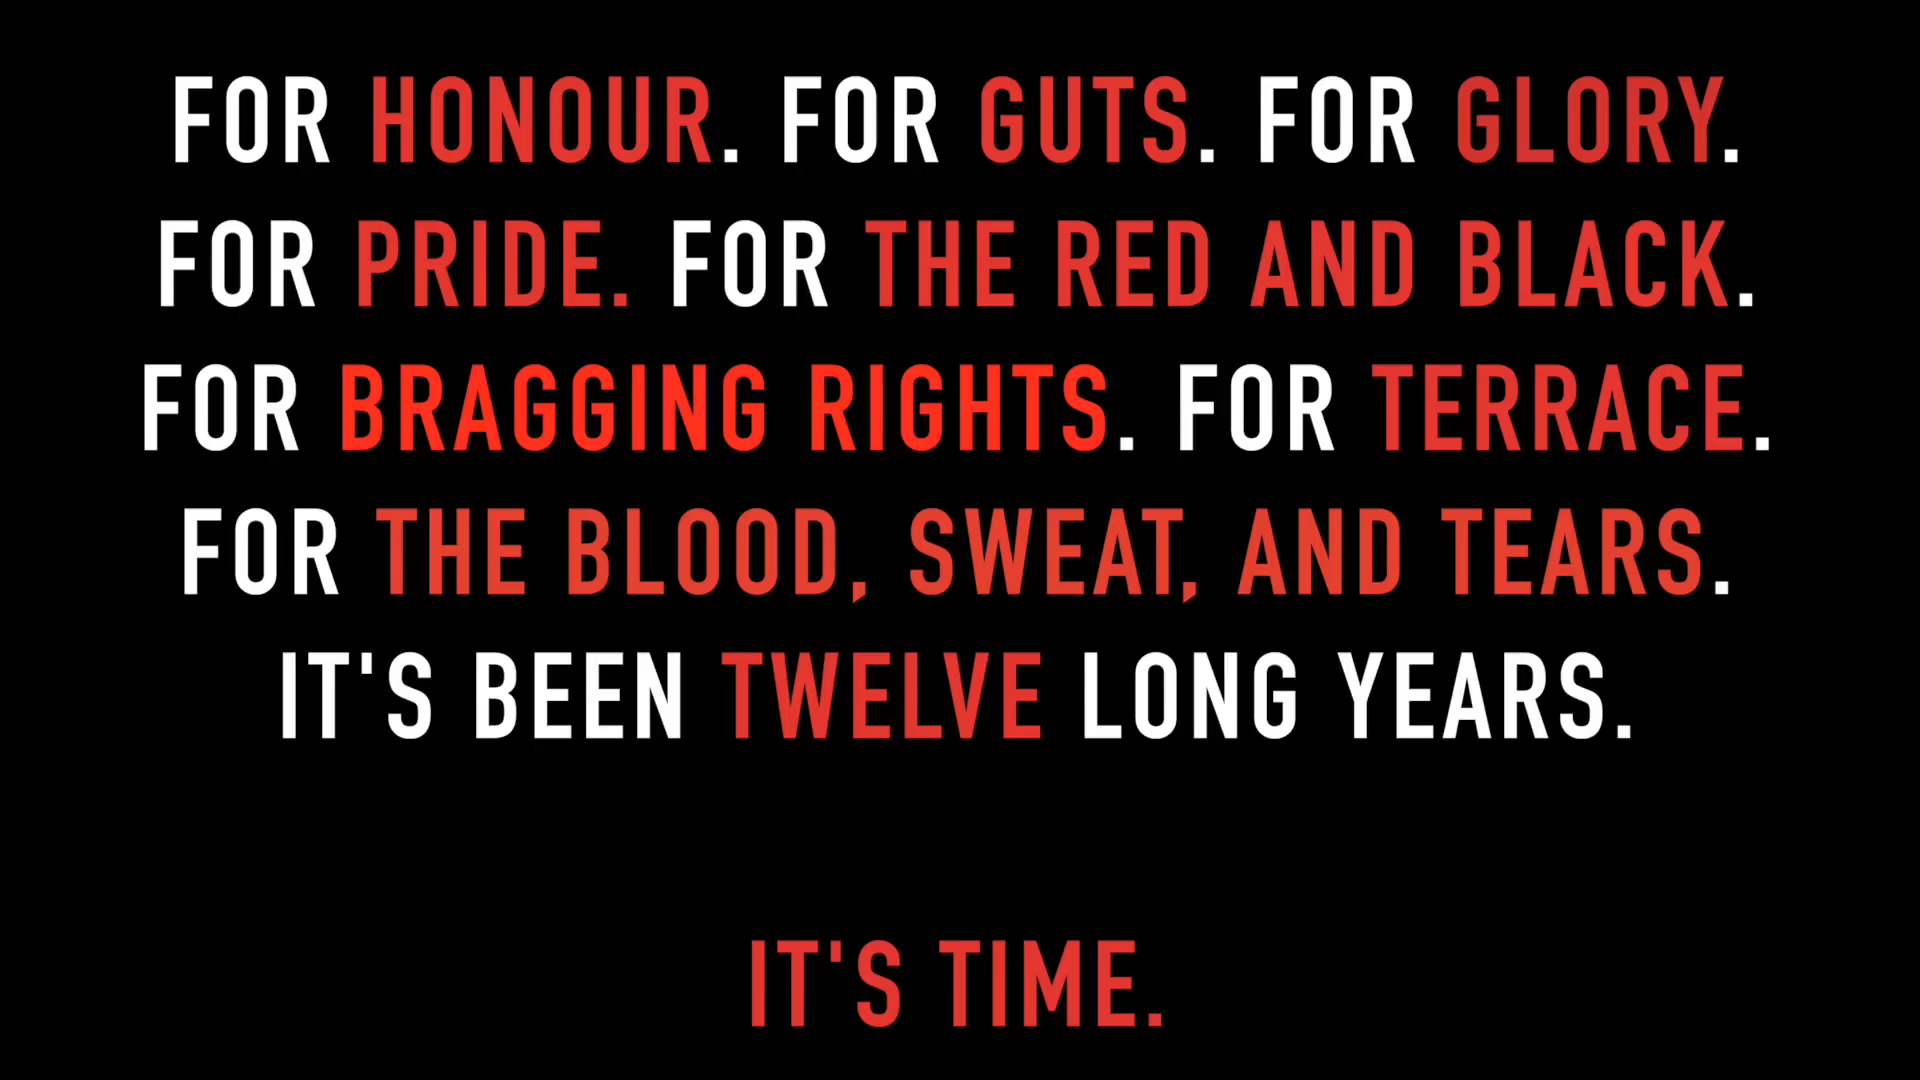 FOR HONOUR. FOR GUTS. FOR GLORY.
FOR PRIDE. FOR THE RED AND BLACK.
FOR BRAGGING RIGHTS. FOR TERRACE.
FOR THE BLOOD, SWEAT, AND TEARS.
IT'S BEEN TWELVE LONG YEARS.
IT'S TIME.